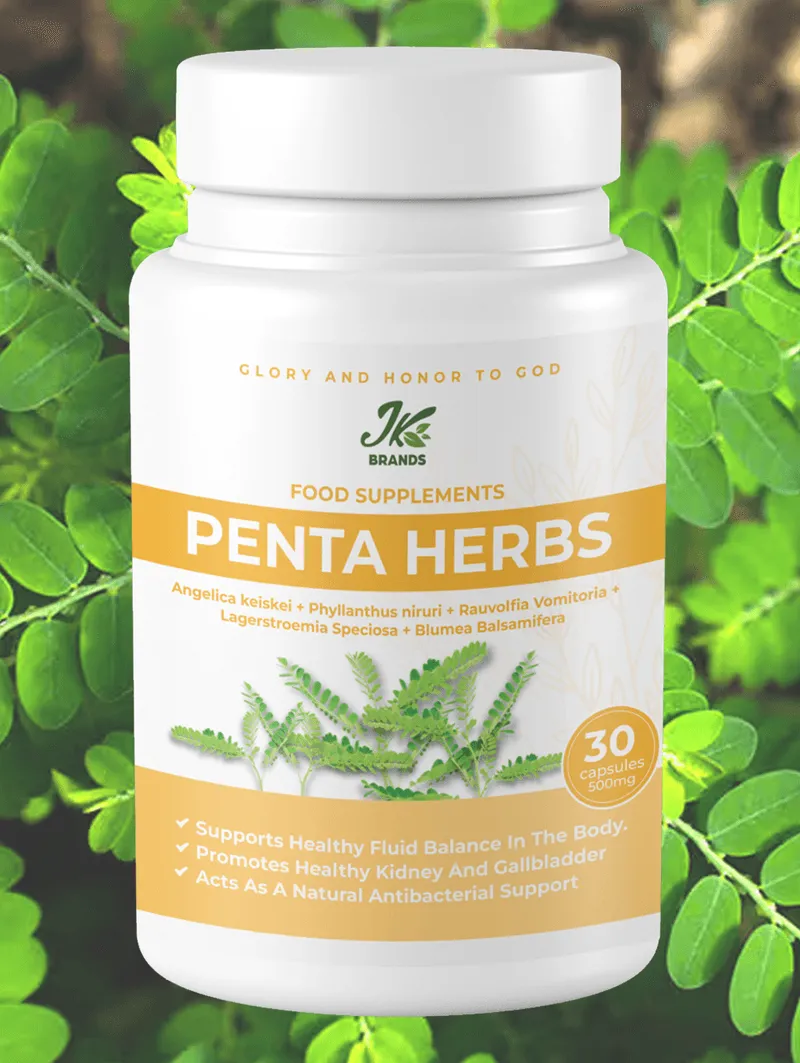 GLORY AND HONOR TO GOD
JK
BRANDS
FOOD SUPPLEMENTS
PENTA HERBS
Angelica keiskei + Phyllanthus niruri + Rauvolfia Vomitoria +
Lagerstroemia Speciosa + Blumea Balsamifera
30
capsules
500mg
✓ Supports Healthy Fluid Balance In The Body.
✓ Promotes Healthy Kidney And Gallbladder
✓ Acts As A Natural Antibacterial Support